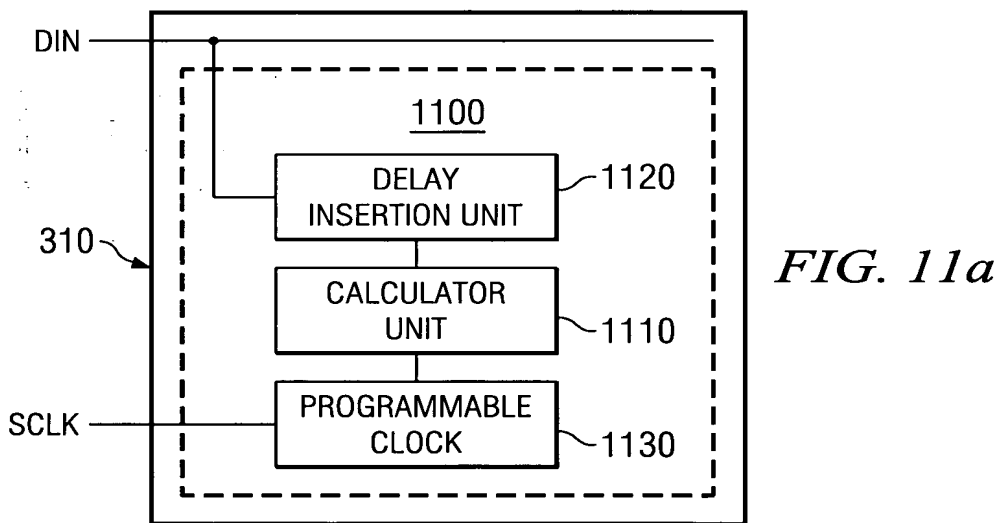 DIN
1100
DELAY
INSERTION UNIT
1120
310
CALCULATOR
UNIT
1110
FIG. 11a
SCLK
PROGRAMMABLE
CLOCK
1130